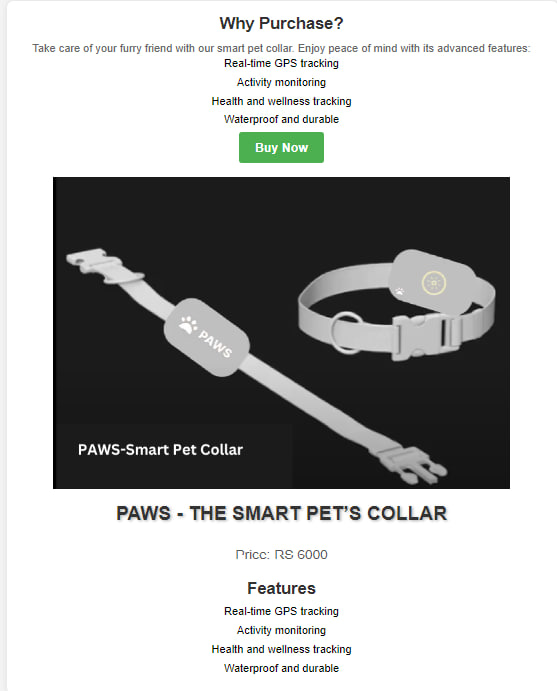 Why Purchase?
Take care of your furry friend with our smart pet collar. Enjoy peace of mind with its advanced features:
Real-time GPS tracking
Activity monitoring
Health and wellness tracking
Waterproof and durable
Buy Now
PAWS
PAWS-Smart Pet Collar
PAWS - THE SMART PET’S COLLAR
Price: RS 6000
Features
Real-time GPS tracking
Activity monitoring
Health and wellness tracking
Waterproof and durable